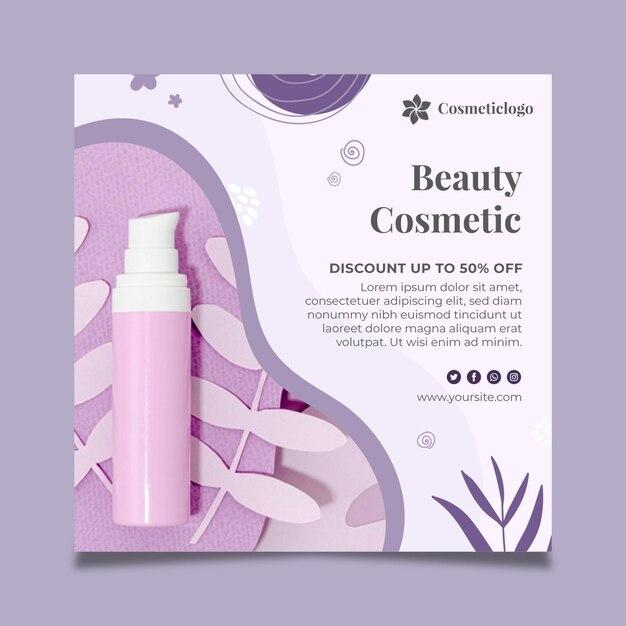 Cosmeticlogo
Beauty
Cosmetic
DISCOUNT UP TO 50% OFF
Lorem ipsum dolor sit amet,
consectetuer adipiscing elit, sed diam
nonummy nibh euismod tincidunt ut
laoreet dolore magna aliquam erat
volutpat. Ut wisi enim ad minim.
www.yoursite.com